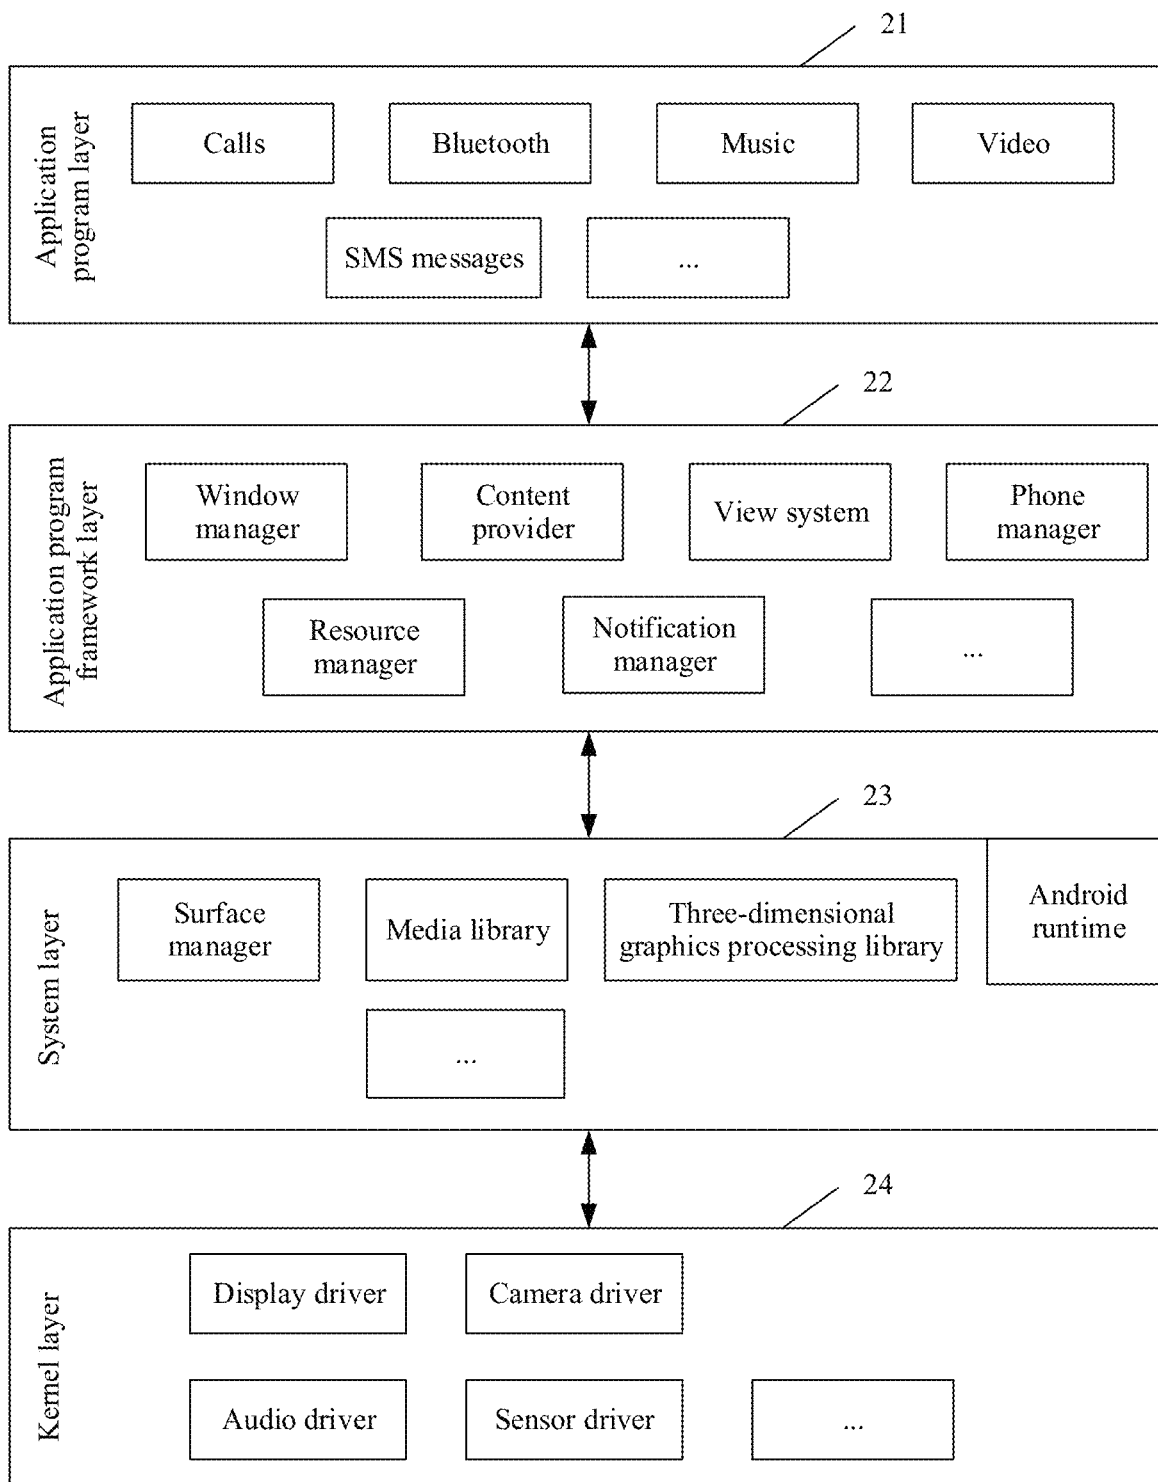 21
Application
program layer
Calls
Bluetooth
Music
Video
SMS messages
...
22
Application program
framework layer
Window
manager
Content
provider
View system
Phone
manager
Resource
manager
Notification
manager
...
23
System layer
Surface
manager
Media library
Three-dimensional
graphics processing library
Android
runtime
...
24
Kernel layer
Display driver
Camera driver
Audio driver
Sensor driver
...